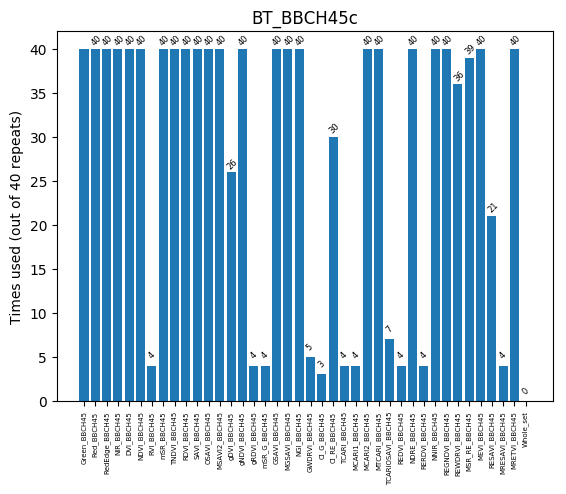 BT_BBCH45c
Times used (out of 40 repeats)
40
35
30
25
20
15
10
5
0
40
40
40
40
40
4
40
40
40
40
40
40
26
40
4
4
40
40
40
5
3
30
4
4
40
40
7
4
40
4
40
40
36
39
40
21
4
40
0
Green_BBCH45
Red_BBCH45
RedEdge_BBCH45
NIR_BBCH45
DVI_BBCH45
NDVI_BBCH45
RVI_BBCH45
mSR_BBCH45
TNDVI_BBCH45
RDVI_BBCH45
SAVI_BBCH45
OSAVI_BBCH45
MSAVI2_BBCH45
gDVI_BBCH45
gNDVI_BBCH45
gRDVI_BBCH45
mSR_G_BBCH45
GSAVI_BBCH45
MGSAVI_BBCH45
NGI_BBCH45
GWDRVI_BBCH45
CI_G_BBCH45
CI_RE_BBCH45
TCARI_BBCH45
MCARI1_BBCH45
MCARI2_BBCH45
MTCARI_BBCH45
TCARIOSAVI_BBCH45
REDVI_BBCH45
NDRE_BBCH45
RERDVI_BBCH45
NNIR_BBCH45
REGNDVI_BBCH45
REWDRVI_BBCH45
MSR_RE_BBCH45
MEVI_BBCH45
RESAVI_BBCH45
MRESAVI_BBCH45
MRETVI_BBCH45
Whole_set